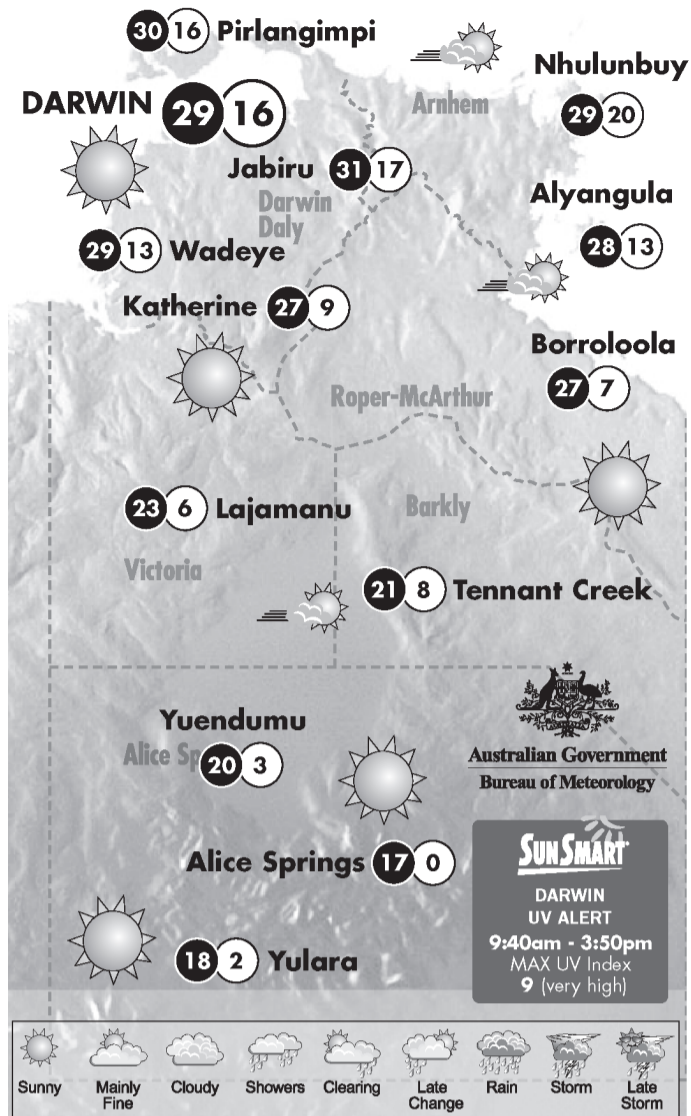 30 16 Pirlangimpi
Nhulunbuy
29 20
DARWIN 29 16
Arnhem
Jabiru 31 17
Darwin
Daly
Alyangula
28 13
29 13 Wadeye
Katherine 27 9
Borroloola
27 7
Roper-McArthur
23 6 Lajamanu
Barkly
Victoria
21 8 Tennant Creek
Yuendumu
Alice Sp 20 3
Australian Government
Bureau of Meteorology
Alice Springs 17 0
SUNSMART
DARWIN
UV ALERT
9:40am - 3:50pm
MAX UV Index
9 (very high)
18 2 Yulara
Sunny
Mainly
Fine
Cloudy
Showers
Clearing
Late
Change
Rain
Storm
Late
Storm